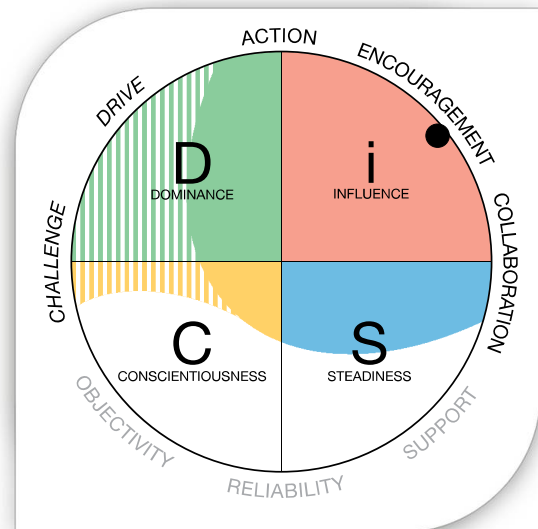 ACTION
ENCOURAGEMENT
DRIVE
D
DOMINANCE
i
INFLUENCE
CHALLENGE
COLLABORATION
C
CONSCIENTIOUSNESS
S
STEADINESS
OBJECTIVITY
SUPPORT
RELIABILITY